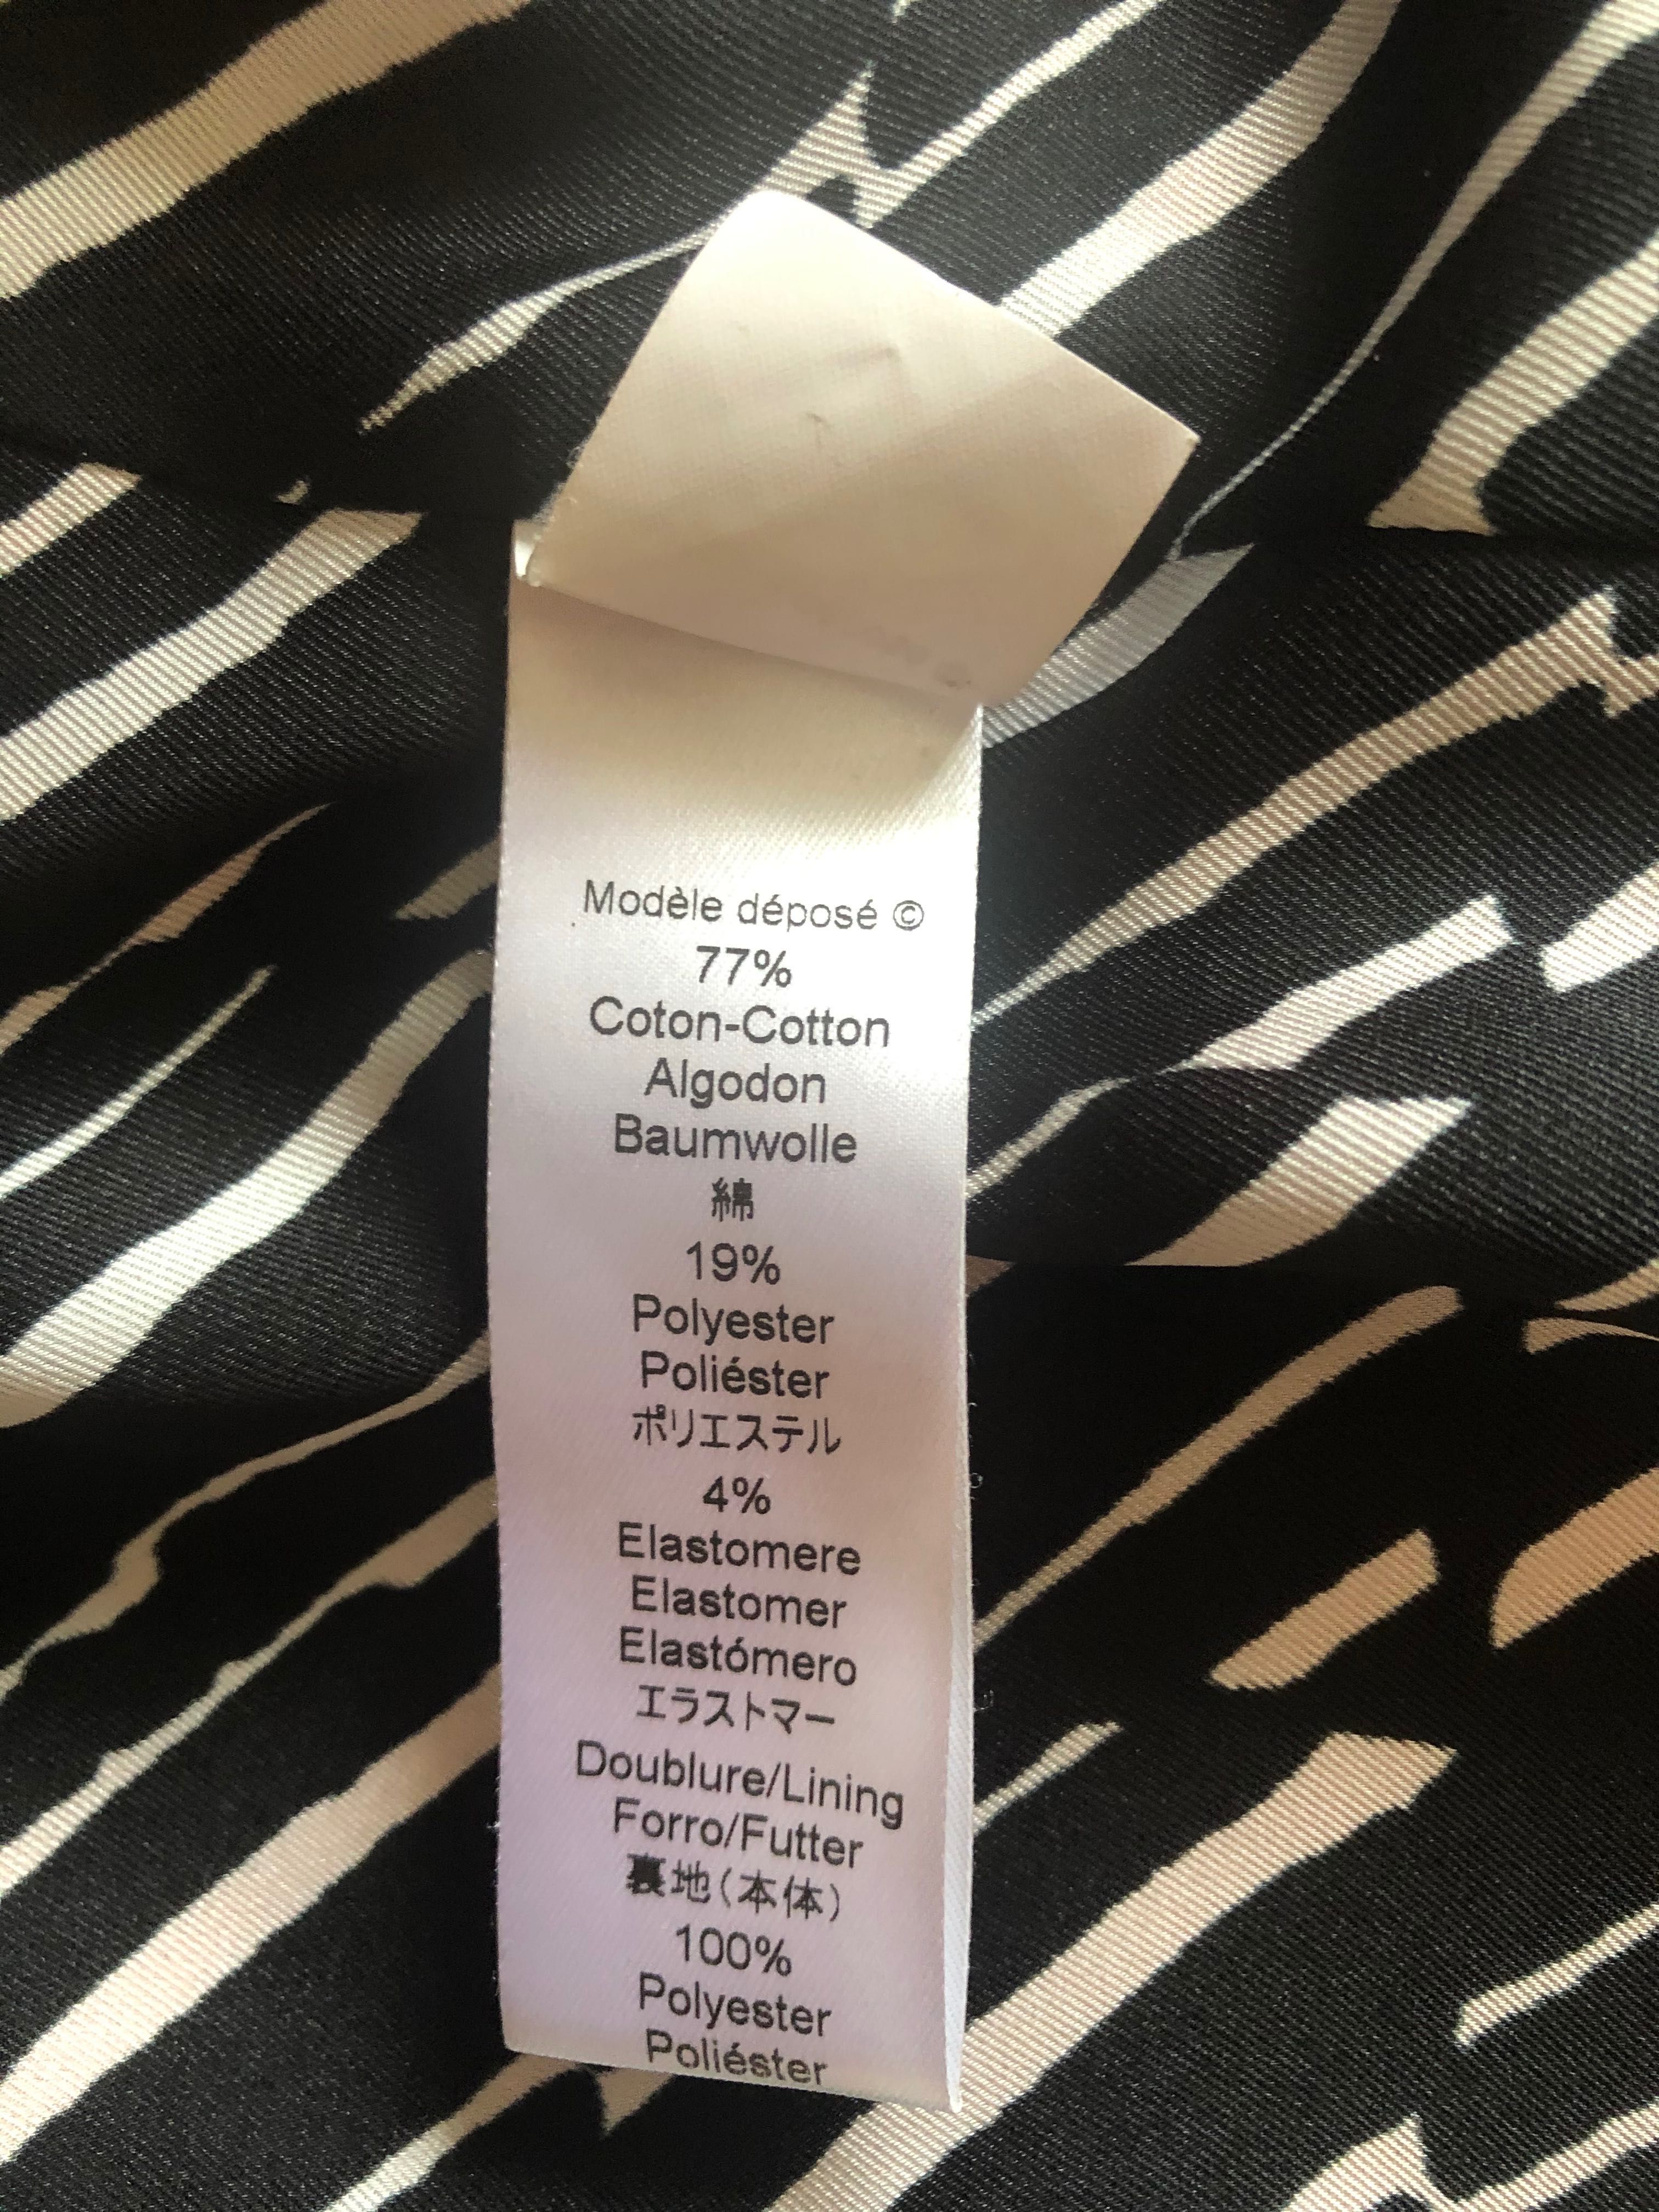 Modèle déposé ©
77%
Coton-Cotton
Algodon
Baumwolle
綿
19%
Polyester
Poliéster
ポリエステル
4%
Elastomere
Elastomer
Elastómero
エラストマー
Doublure/Lining
Forro/Futter
裏地(本体)
100%
Polyester
Poliéster